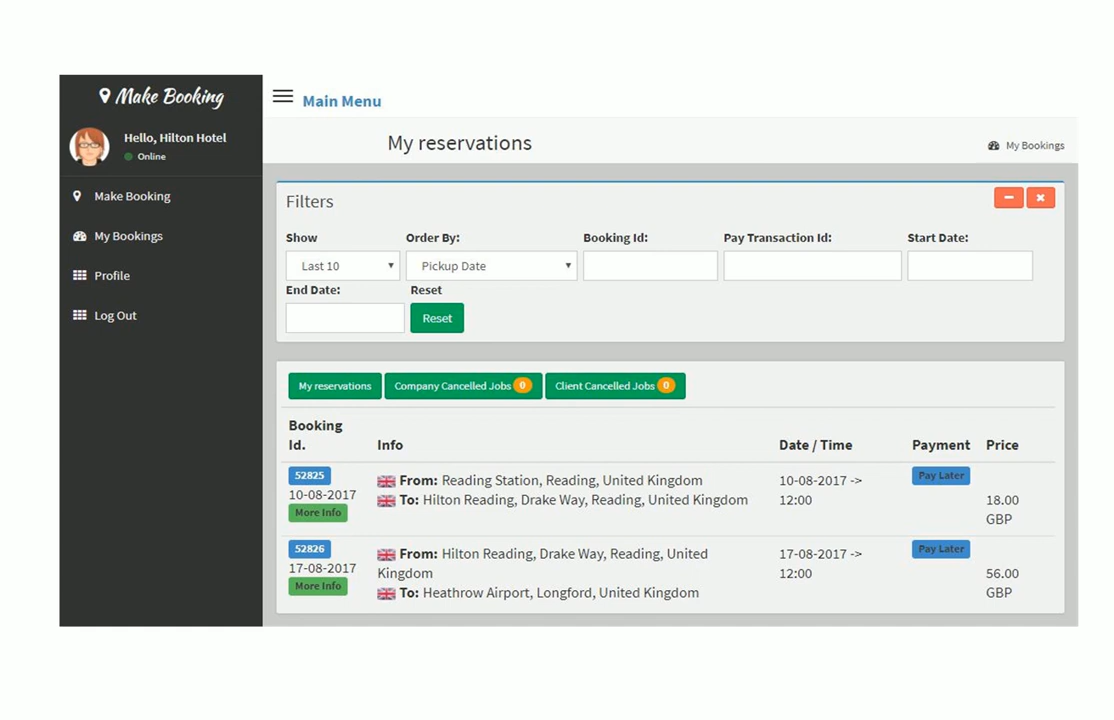 Make Booking
Main Menu
Hello, Hilton Hotel
Online
My reservations
My Bookings
Make Booking
My Bookings
Profile
Log Out
Filters
Show
Order By:
Booking Id:
Pay Transaction Id:
Start Date:
Last 10
Pickup Date
End Date:
Reset
Reset
My reservations
Company Cancelled Jobs 0
Client Cancelled Jobs 0
Booking
Id.
Info
Date / Time
Payment
Price
52825
10-08-2017
More Info
From: Reading Station, Reading, United Kingdom
To: Hilton Reading, Drake Way, Reading, United Kingdom
10-08-2017 ->
12:00
Pay Later
18.00
GBP
52826
17-08-2017
More Info
From: Hilton Reading, Drake Way, Reading, United
Kingdom
To: Heathrow Airport, Longford, United Kingdom
17-08-2017 ->
12:00
Pay Later
56.00
GBP